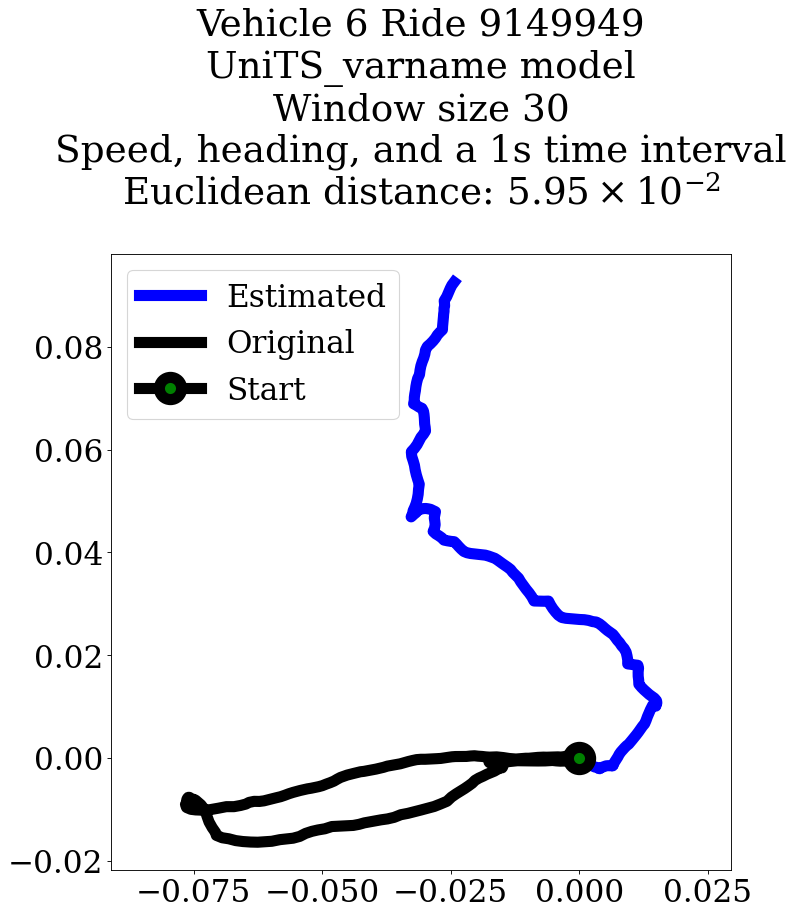 Vehicle 6 Ride 9149949
UniTS_varname model
Window size 30
Speed, heading, and a 1s time interval
Euclidean distance: 5.95 × 10⁻²
Estimated
Original
Start
0.08
0.06
0.04
0.02
0.00
−0.02
−0.075 −0.050 −0.025 0.000 0.025